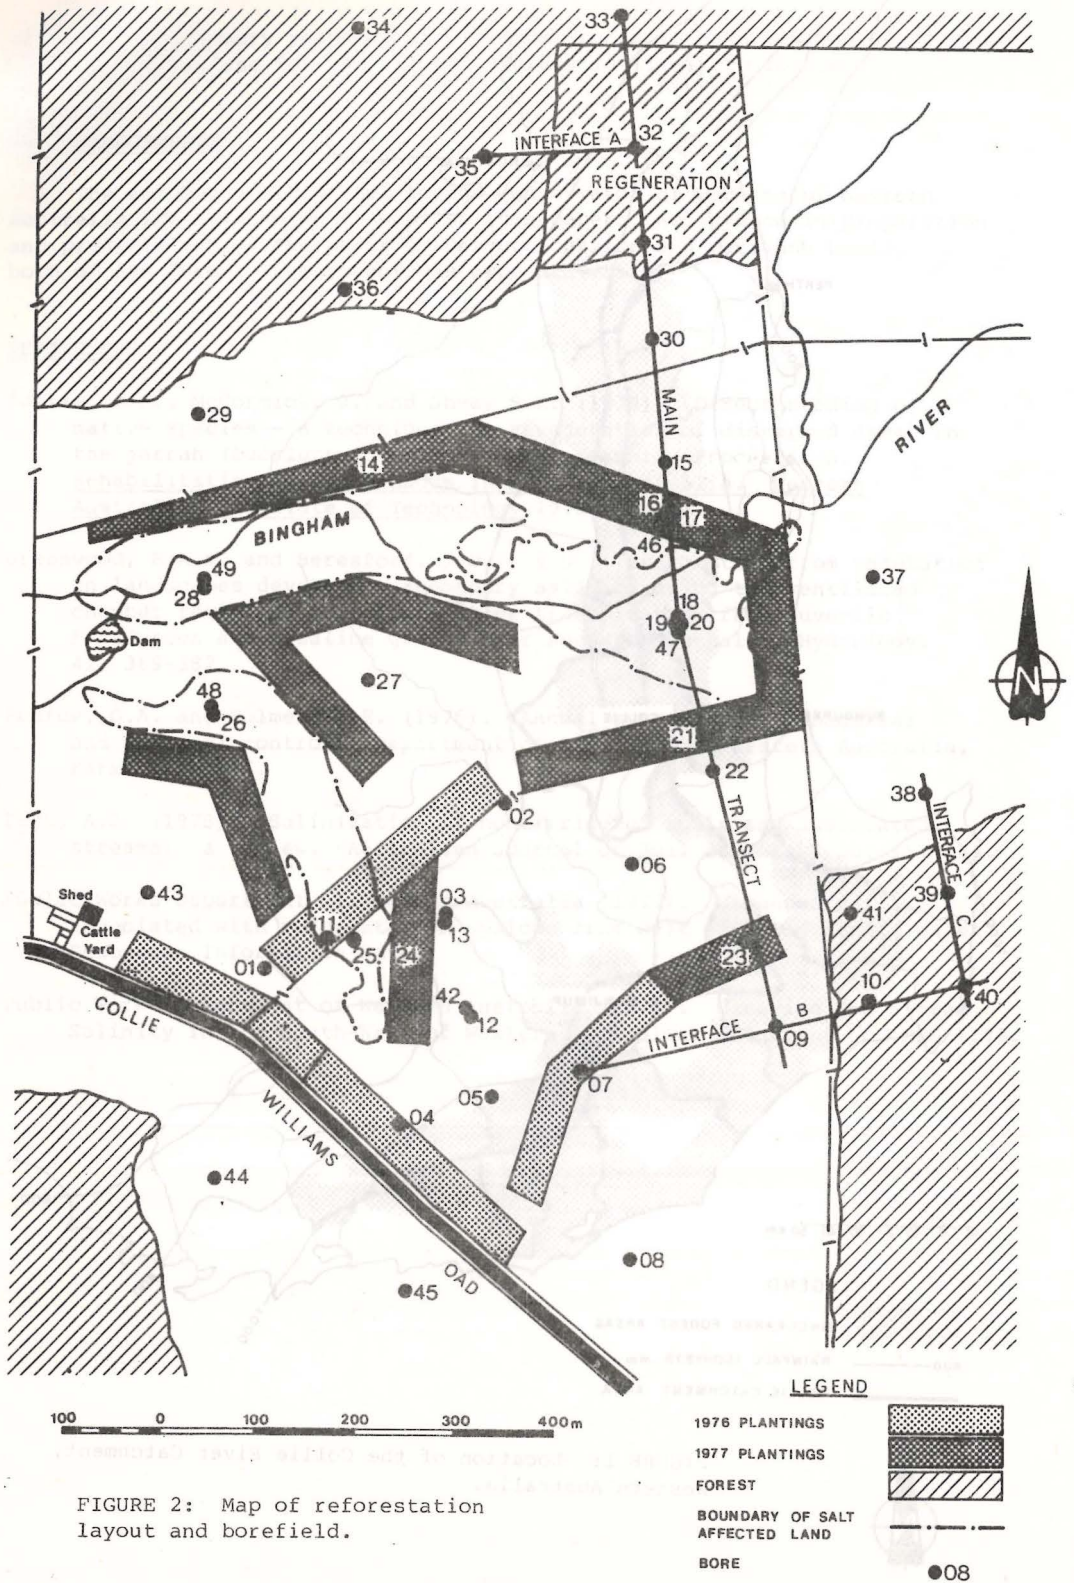 34
33
INTERFACE A
32
35
REGENERATION
31
36
30
29
MAIN
RIVER
14
15
16
17
BINGHAM
46
49
28
37
18
19
20
47
Dam
27
48
26
N
21
22
38
02
TRANSECT
INTERFACE
06
43
Shed
03
39
41
Cattle
Yard
11
13
C
25
24
23
01
10
40
COLLIE
42
12
B
09
INTERFACE
07
05
04
WILLIAMS
44
08
OAD
45
LEGEND
100 0 100 200 300 400m
1976 PLANTINGS
1977 PLANTINGS
FOREST
BOUNDARY OF SALT
AFFECTED LAND
BORE
08
FIGURE 2: Map of reforestation
layout and borefield.